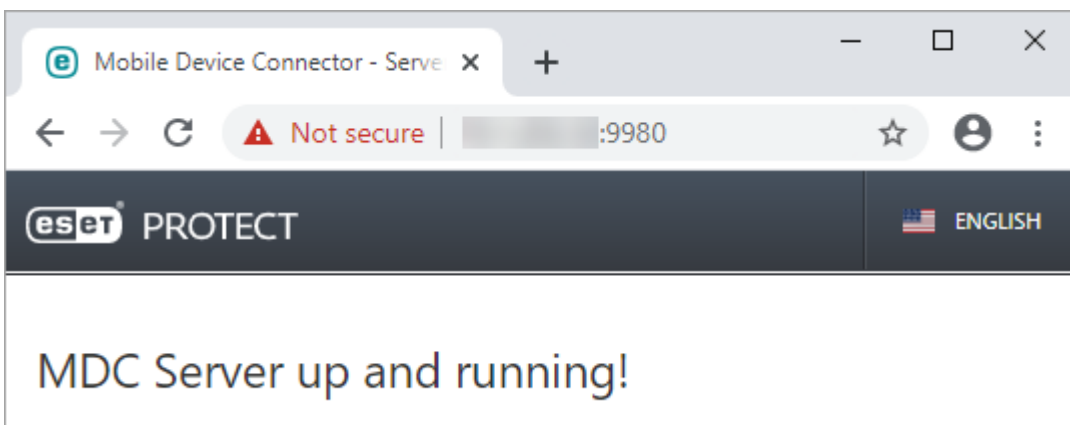 Mobile Device Connector - Serve
Not secure | :9980
eseT PROTECT ENGLISH
MDC Server up and running!